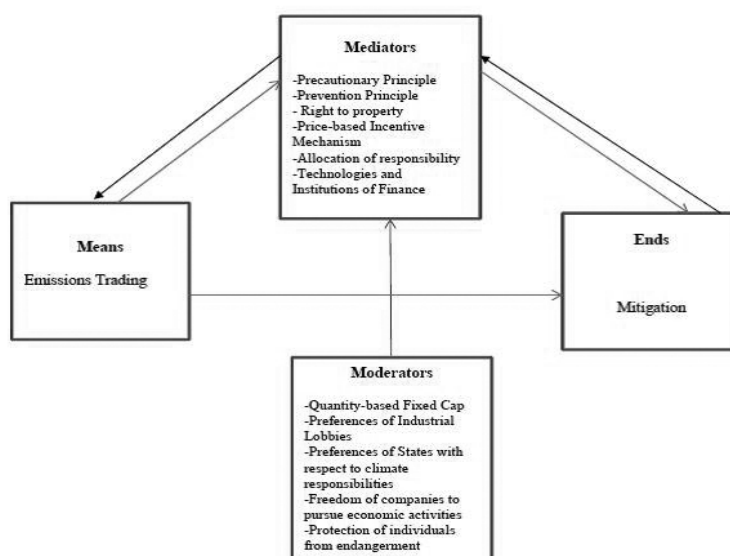 Mediators
-Precautionary Principle
-Prevention Principle
- Right to property
-Price-based Incentive
Mechanism
-Allocation of responsibility
-Technologies and
Institutions of Finance
Means
Emissions Trading
Ends
Mitigation
Moderators
-Quantity-based Fixed Cap
-Preferences of Industrial
Lobbies
-Preferences of States with
respect to climate
responsibilities
-Freedom of companies to
pursue economic activities
-Protection of individuals
from endangerment